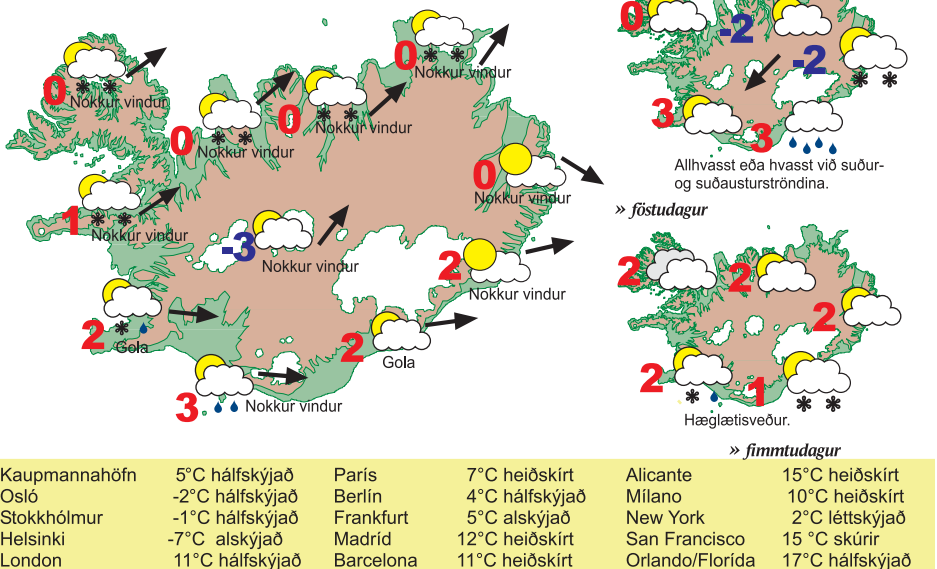 0 Nokkur vindur
0 Nokkur vindur
0 Nokkur vindur
0 Nokkur vindur
0 Nokkur vindur
1 Nokkur vindur
-3 Nokkur vindur
2 Nokkur vindur
2 Gola
2 Gola
3 Nokkur vindur
0
-2
-2
3
3
Allhvasst eða hvasst við suður-
og suðausturströndina.
» föstudagur
2
2
2
2
1
Hæglætisveður.
» fimmtudagur
Kaupmannahöfn 5°C hálfskýjað
Osló -2°C hálfskýjað
Stokkhólmur -1°C hálfskýjað
Helsinki -7°C alskýjað
London 11°C hálfskýjað
París 7°C heiðskírt
Berlín 4°C hálfskýjað
Frankfurt 5°C alskýjað
Madríd 12°C heiðskírt
Barcelona 11°C heiðskírt
Alicante 15°C heiðskírt
Mílano 10°C heiðskírt
New York 2°C léttskýjað
San Francisco 15 °C skúrir
Orlando/Flórída 17°C hálfskýjað